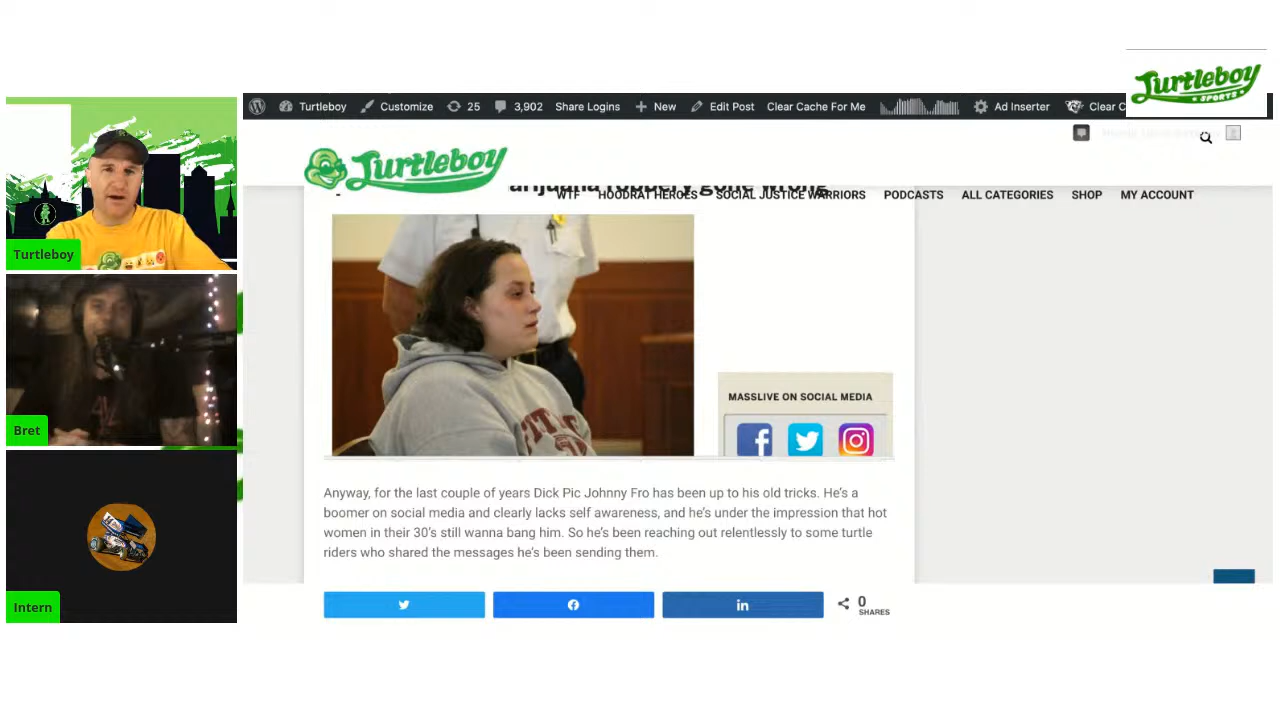 Turtleboy
SPORTS
Turtleboy
Customize
25
3,902
Share Logins
New
Edit Post
Clear Cache For Me
Ad Inserter
Clear C
Turtleboy
WTF
HOODRAT HEROES
SOCIAL JUSTICE WARRIORS
PODCASTS
ALL CATEGORIES
SHOP
MY ACCOUNT
Turtleboy
Bret
Intern
MASSLIVE ON SOCIAL MEDIA
Anyway, for the last couple of years Dick Pic Johnny Fro has been up to his old tricks. He's a
boomer on social media and clearly lacks self awareness, and he's under the impression that hot
women in their 30's still wanna bang him. So he's been reaching out relentlessly to some turtle
riders who shared the messages he's been sending them.
0
SHARES